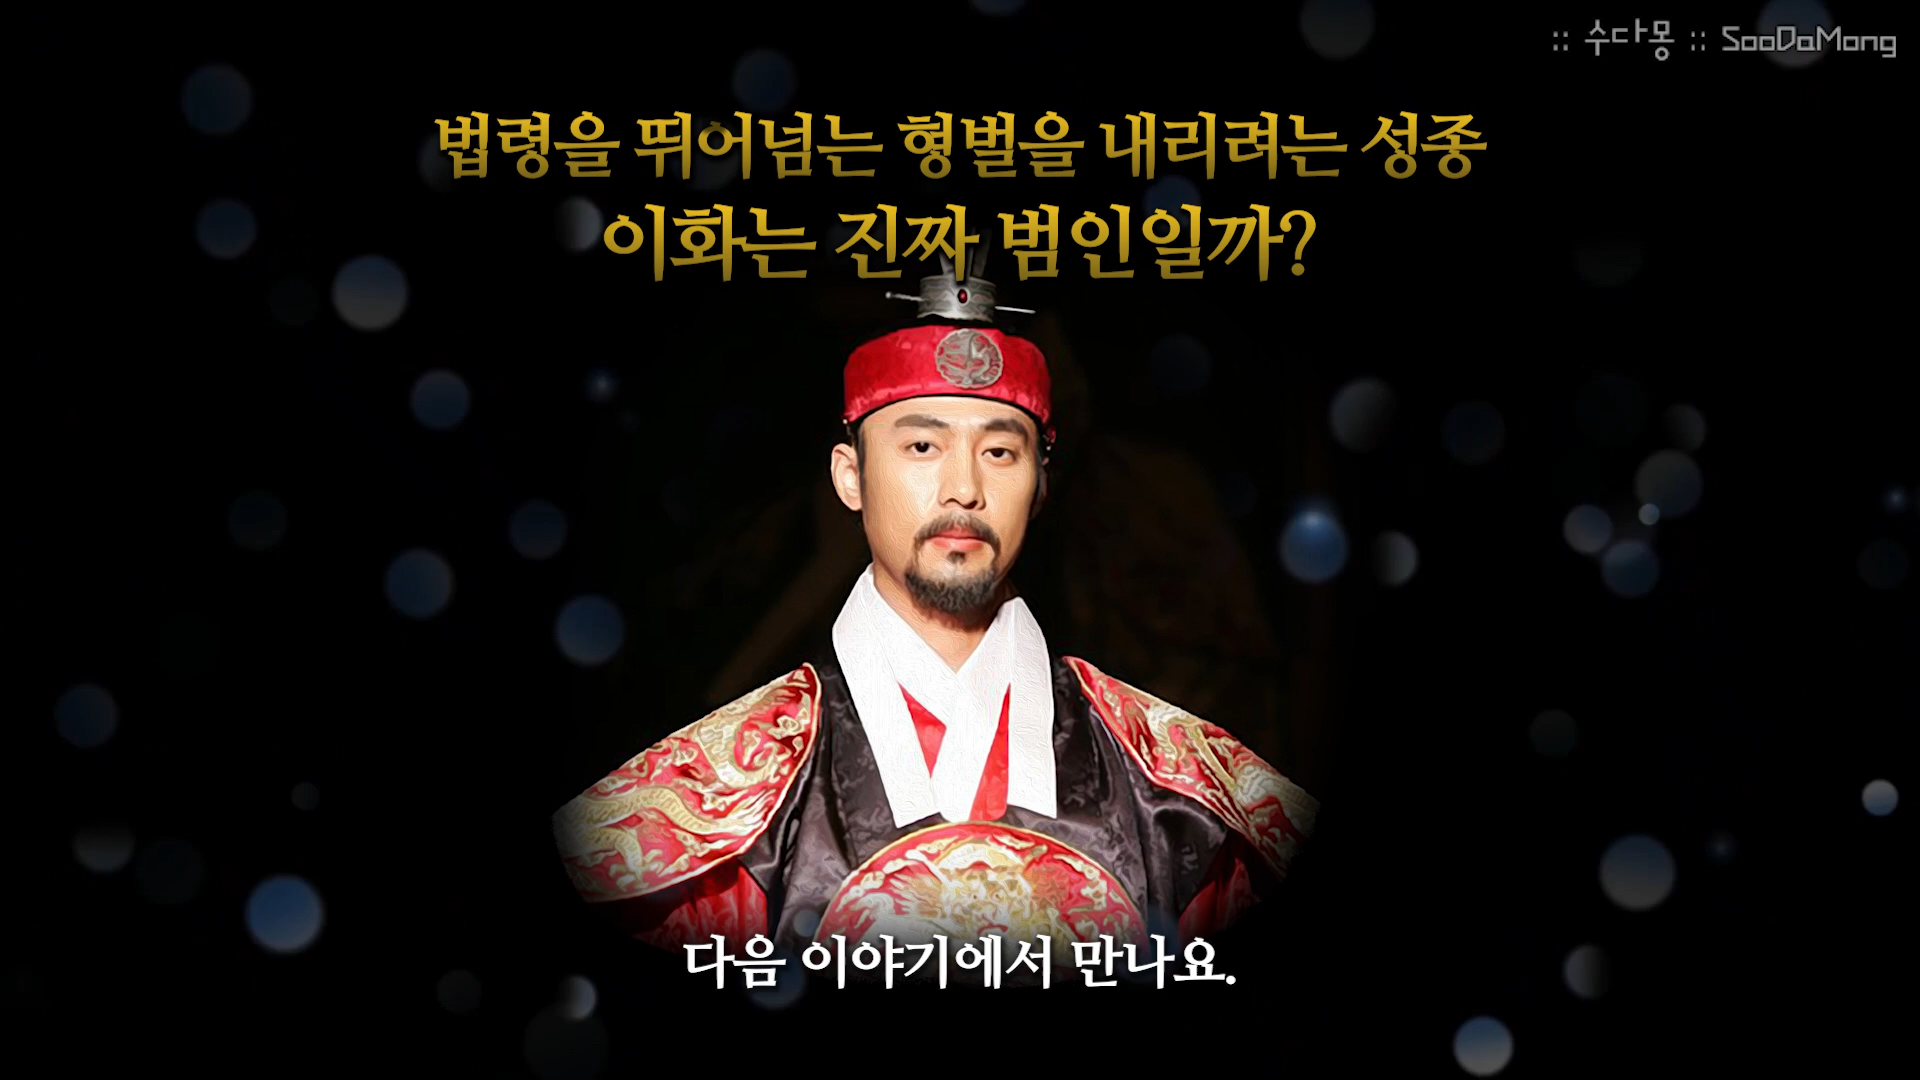 :: 수다몽 :: SooDaMong
법령을 뛰어넘는 형벌을 내리려는 성종
이화는 진짜 범인일까?
다음 이야기에서 만나요.